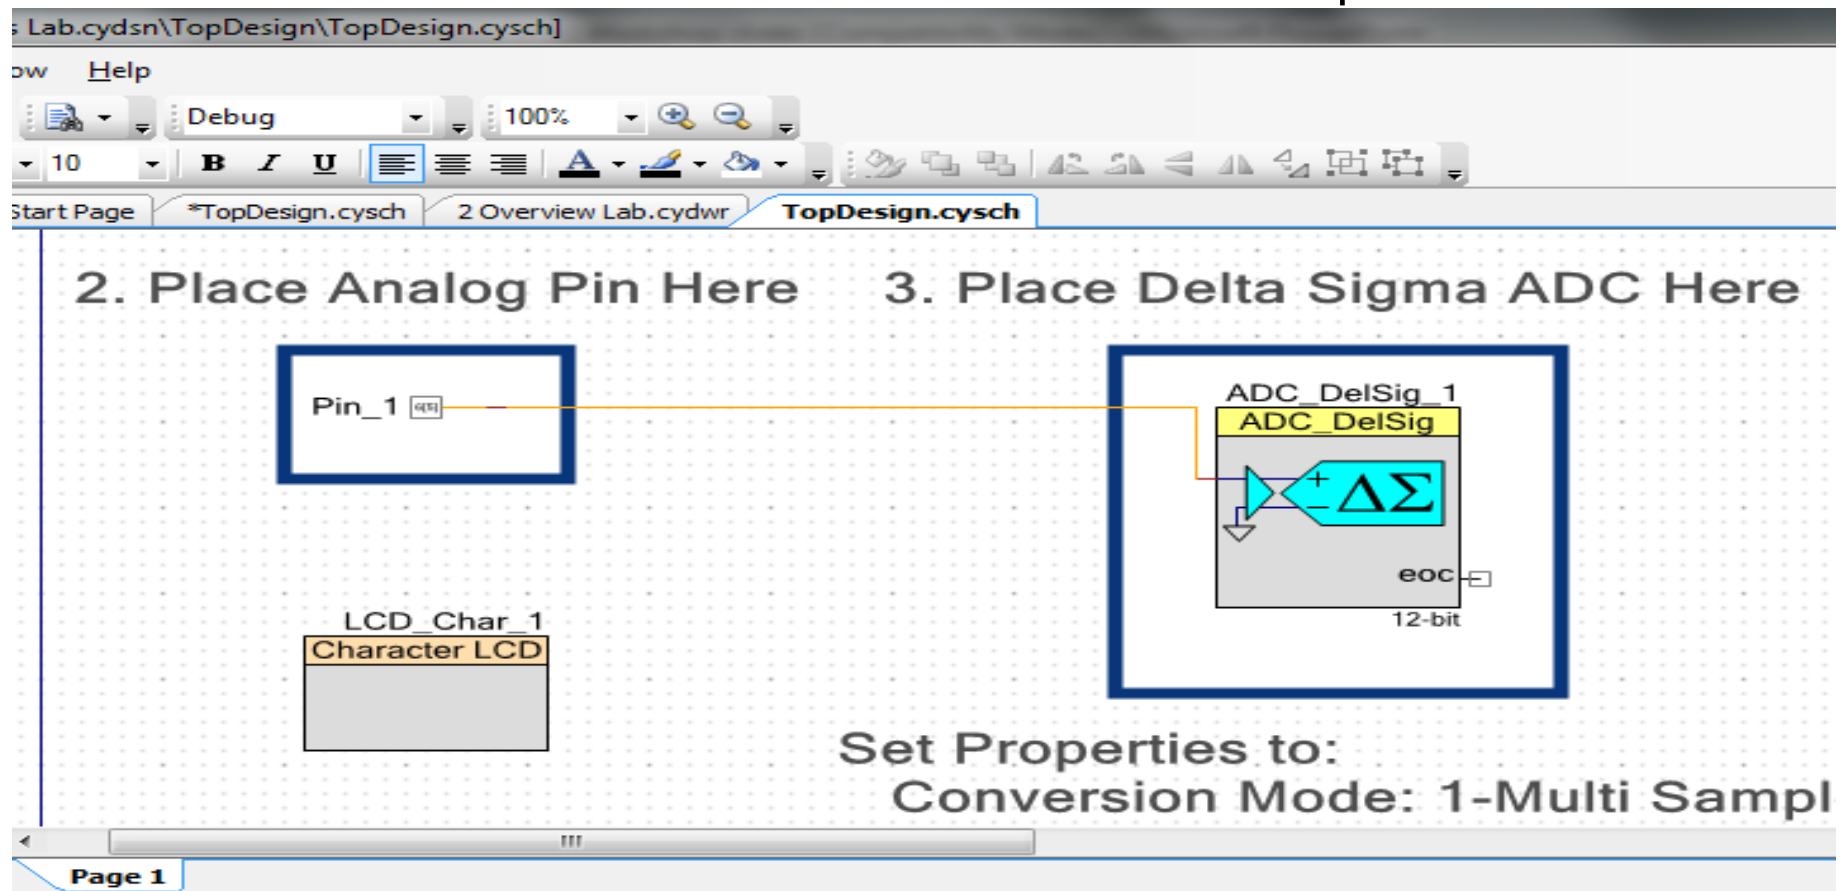 s Lab.cydsn\TopDesign\TopDesign.cysch]
ow Help
Debug 100%
10 B I U A
Start Page *TopDesign.cysch 2 Overview Lab.cydwr TopDesign.cysch
2. Place Analog Pin Here 3. Place Delta Sigma ADC Here
ADC_DelSig_1
Pin_1 ADC_DelSig
+ ΔΣ
−
eoc
LCD_Char_1 12-bit
Character LCD
Set Properties to:
Conversion Mode: 1-Multi Sampl
Page 1